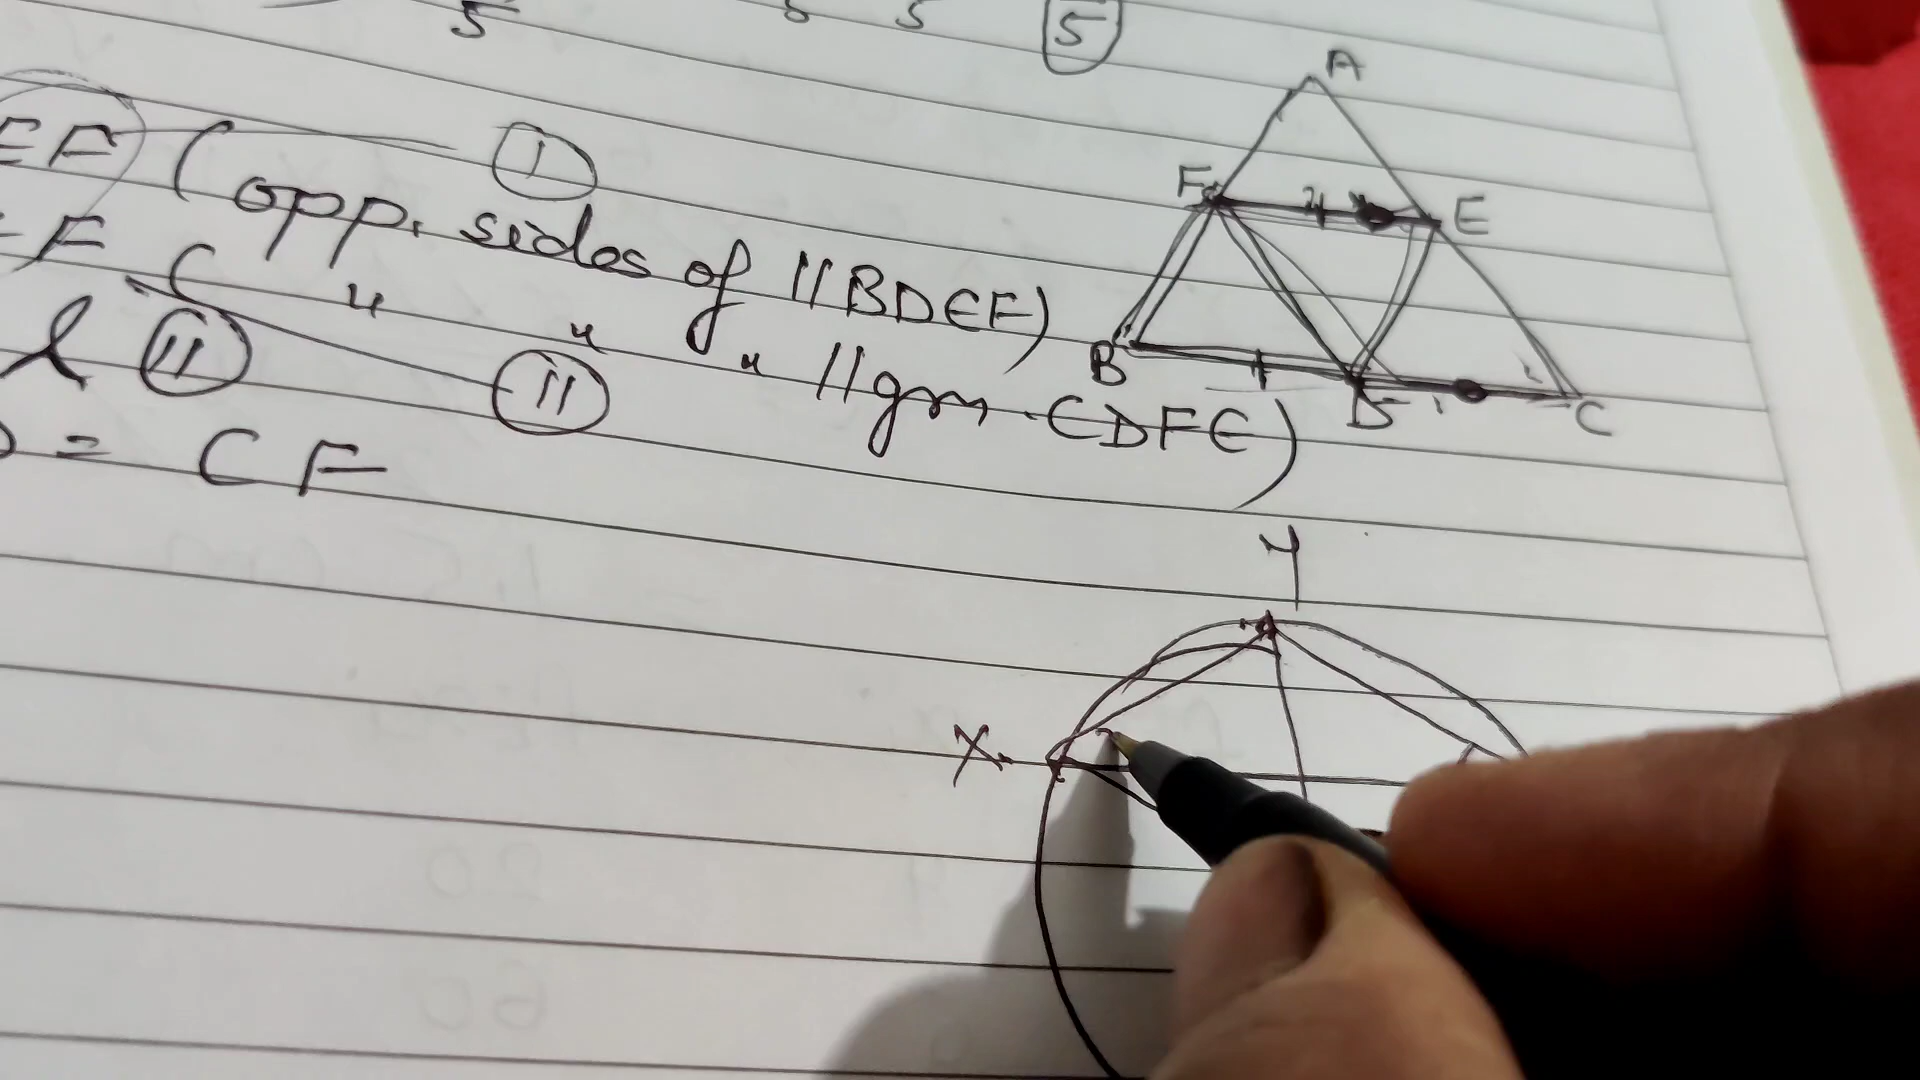 5 5 5
EF ( opp. sides of || BDEF) I
=F ( " " " ||gm CDFE) II
l II
D = CF
A
F E
B D C
Y
X